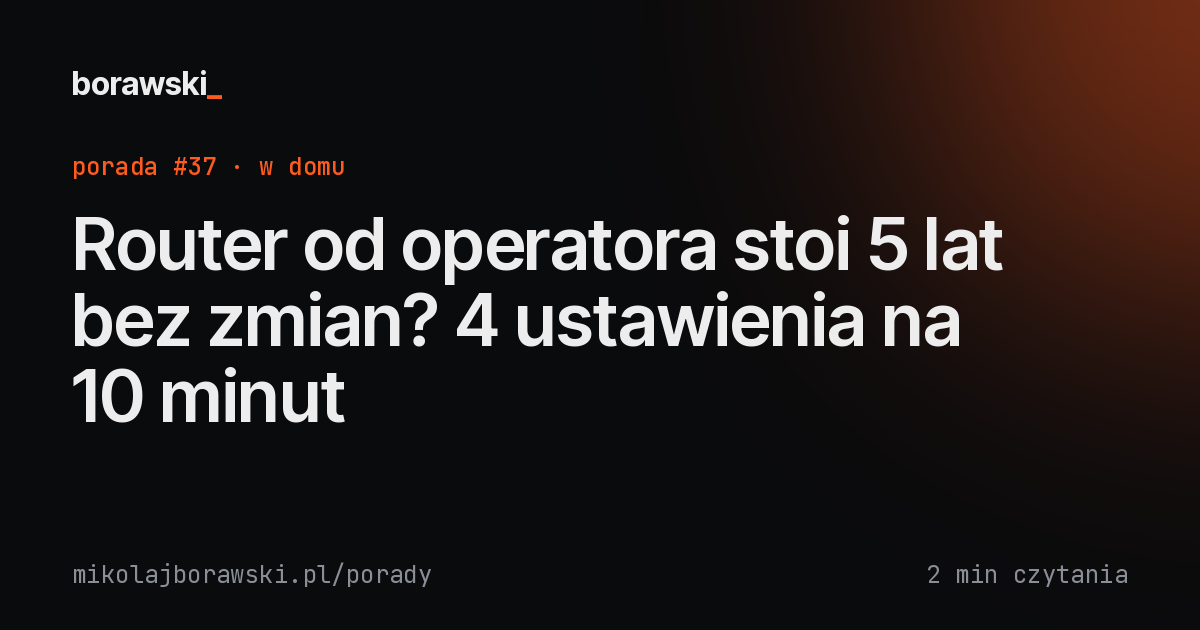 borawski_
porada #37 · w domu
Router od operatora stoi 5 lat
bez zmian? 4 ustawienia na
10 minut
mikolajborawski.pl/porady
2 min czytania